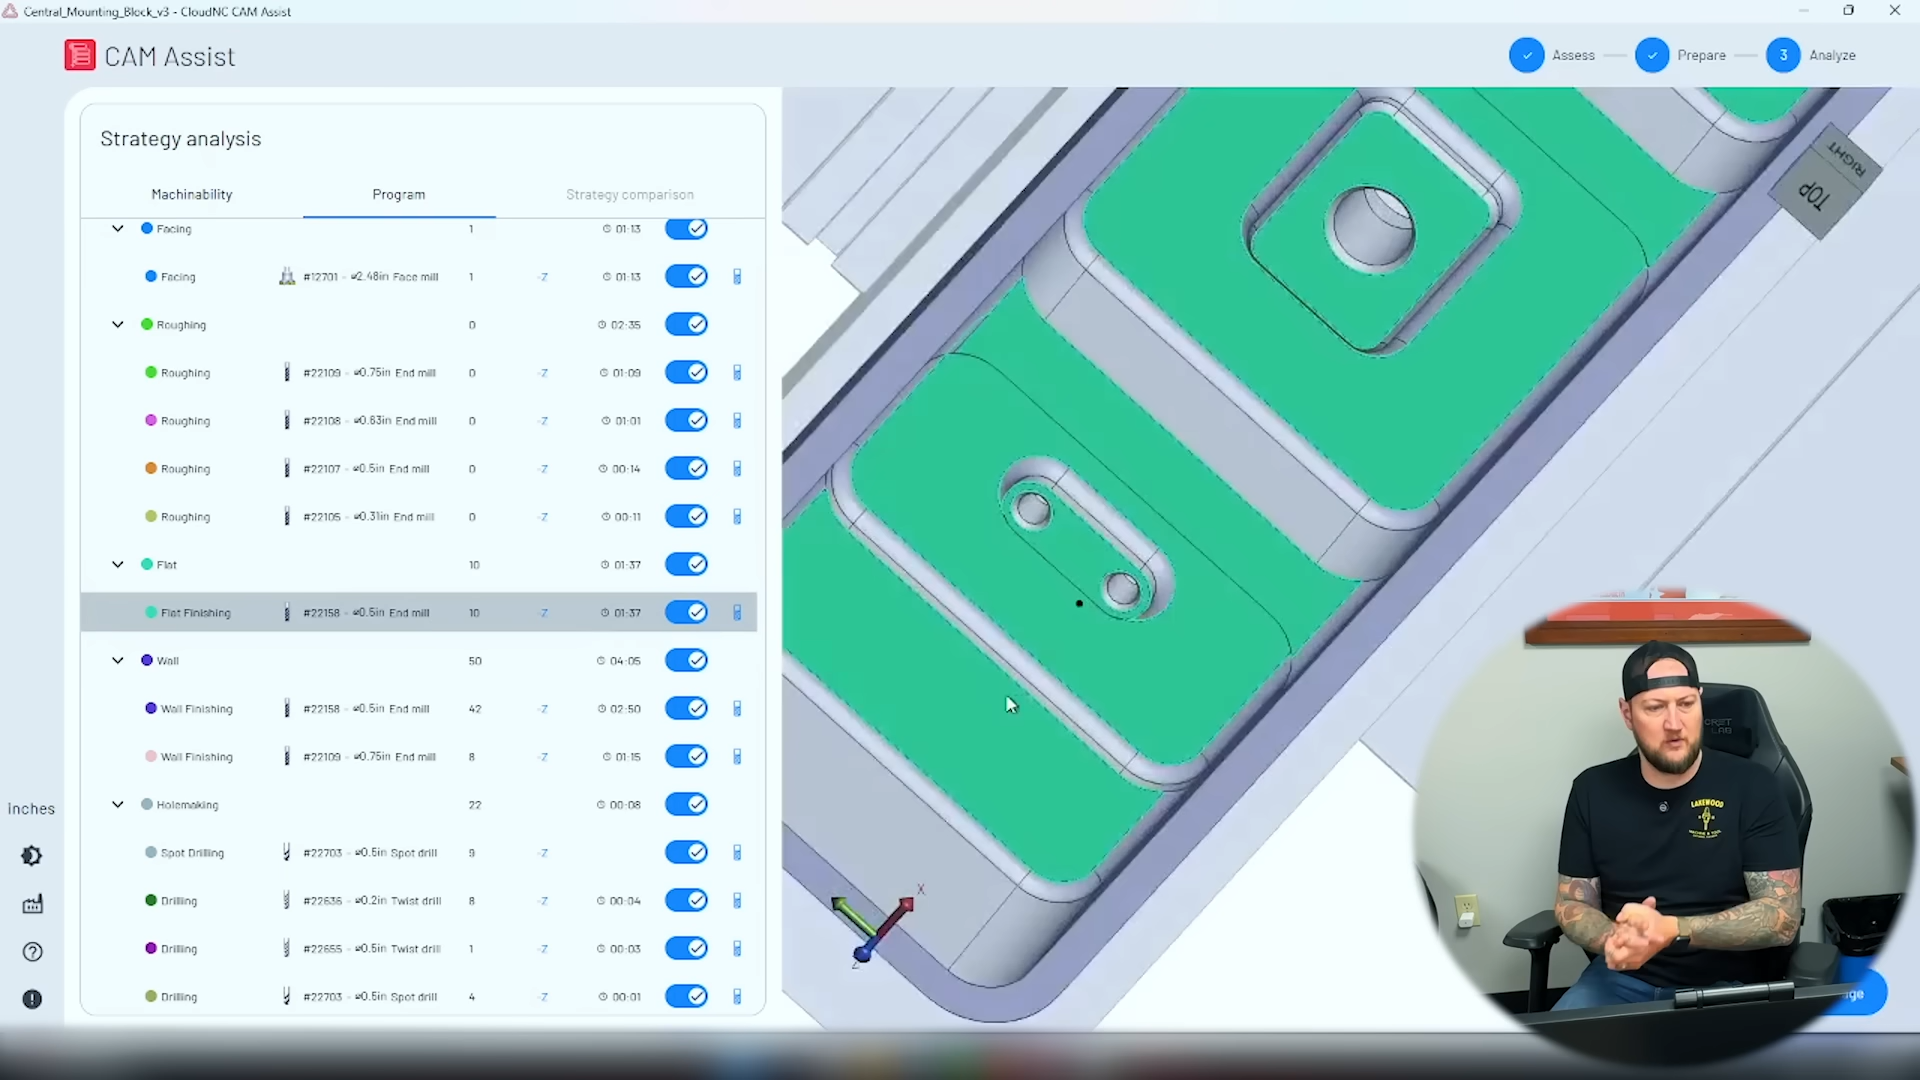 Central_Mounting_Block_v3 - CloudNC CAM Assist
CAM Assist
Assess
Prepare
3 Analyze
Strategy analysis
Machinability Program Strategy comparison
Facing 1 01:13
Facing #12701 - ⌀2.48in Face mill 1 -Z 01:13
Roughing 0 02:35
Roughing #22109 - ⌀0.75in End mill 0 -Z 01:09
Roughing #22108 - ⌀0.63in End mill 0 -Z 01:01
Roughing #22107 - ⌀0.5in End mill 0 -Z 00:14
Roughing #22105 - ⌀0.31in End mill 0 -Z 00:11
Flat 10 01:37
Flat Finishing #22158 - ⌀0.5in End mill 10 -Z 01:37
Wall 50 04:05
Wall Finishing #22158 - ⌀0.5in End mill 42 -Z 02:50
Wall Finishing #22109 - ⌀0.75in End mill 8 -Z 01:15
Holemaking 22 00:08
Spot Drilling #22703 - ⌀0.5in Spot drill 9 -Z
Drilling #22636 - ⌀0.2in Twist drill 8 -Z 00:04
Drilling #22655 - ⌀0.5in Twist drill 1 -Z 00:03
Drilling #22703 - ⌀0.5in Spot drill 4 -Z 00:01
inches
RIGHT
TOP
X
Z
LAKEWOOD